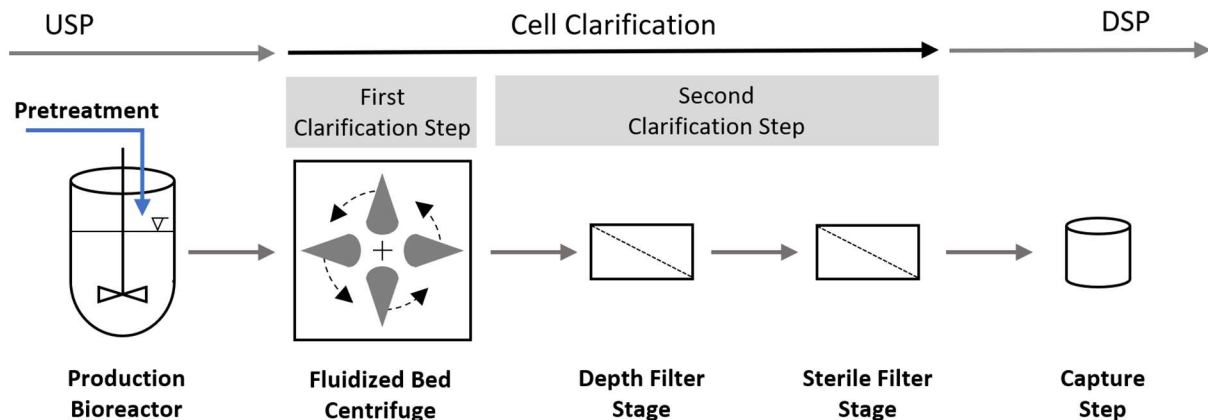 USP
Cell Clarification
DSP
First
Clarification Step
Second
Clarification Step
Pretreatment
Production
Bioreactor
Fluidized Bed
Centrifuge
Depth Filter
Stage
Sterile Filter
Stage
Capture
Step